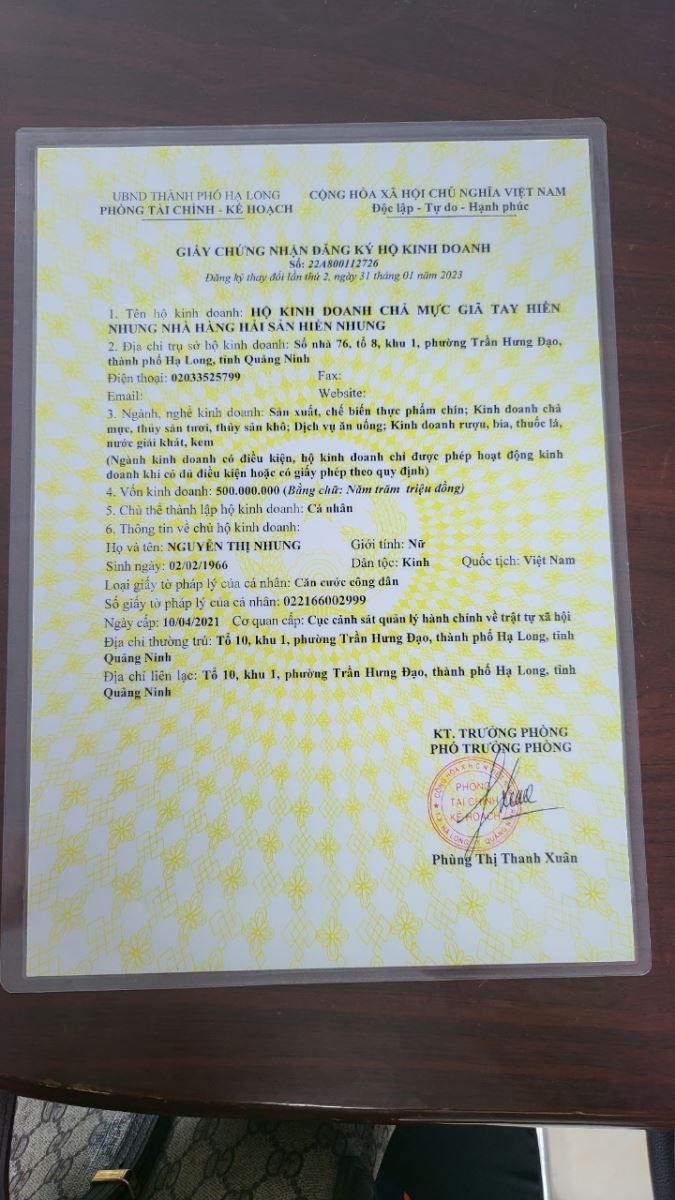 UBND THÀNH PHỐ HẠ LONG
PHÒNG TÀI CHÍNH - KẾ HOẠCH
CỘNG HÒA XÃ HỘI CHỦ NGHĨA VIỆT NAM
Độc lập - Tự do - Hạnh phúc
GIẤY CHỨNG NHẬN ĐĂNG KÝ HỘ KINH DOANH
Số: 22A800112726
Đăng ký thay đổi lần thứ 2, ngày 31 tháng 01 năm 2023
1. Tên hộ kinh doanh: HỘ KINH DOANH CHẢ MỰC GIÃ TAY HIỀN
NHUNG NHÀ HÀNG HẢI SẢN HIỀN NHUNG
2. Địa chỉ trụ sở hộ kinh doanh: Số nhà 76, tổ 8, khu 1, phường Trần Hưng Đạo,
thành phố Hạ Long, tỉnh Quảng Ninh
Điện thoại: 02033525799 Fax:
Email: Website:
3. Ngành, nghề kinh doanh: Sản xuất, chế biến thực phẩm chín; Kinh doanh chả
mực, thủy sản tươi, thủy sản khô; Dịch vụ ăn uống; Kinh doanh rượu, bia, thuốc lá,
nước giải khát, kem
(Ngành kinh doanh có điều kiện, hộ kinh doanh chỉ được phép hoạt động kinh
doanh khi có đủ điều kiện hoặc có giấy phép theo quy định)
4. Vốn kinh doanh: 500.000.000 (Bằng chữ: Năm trăm triệu đồng)
5. Chủ thể thành lập hộ kinh doanh: Cá nhân
6. Thông tin về chủ hộ kinh doanh:
Họ và tên: NGUYỄN THỊ NHUNG Giới tính: Nữ
Sinh ngày: 02/02/1966 Dân tộc: Kinh Quốc tịch: Việt Nam
Loại giấy tờ pháp lý của cá nhân: Căn cước công dân
Số giấy tờ pháp lý của cá nhân: 022166002999
Ngày cấp: 10/04/2021 Cơ quan cấp: Cục cảnh sát quản lý hành chính về trật tự xã hội
Địa chỉ thường trú: Tổ 10, khu 1, phường Trần Hưng Đạo, thành phố Hạ Long, tỉnh
Quảng Ninh
Địa chỉ liên lạc: Tổ 10, khu 1, phường Trần Hưng Đạo, thành phố Hạ Long, tỉnh
Quảng Ninh
KT. TRƯỞNG PHÒNG
PHÓ TRƯỞNG PHÒNG
PHÒNG
TÀI CHÍNH
KẾ HOẠCH
Phùng Thị Thanh Xuân